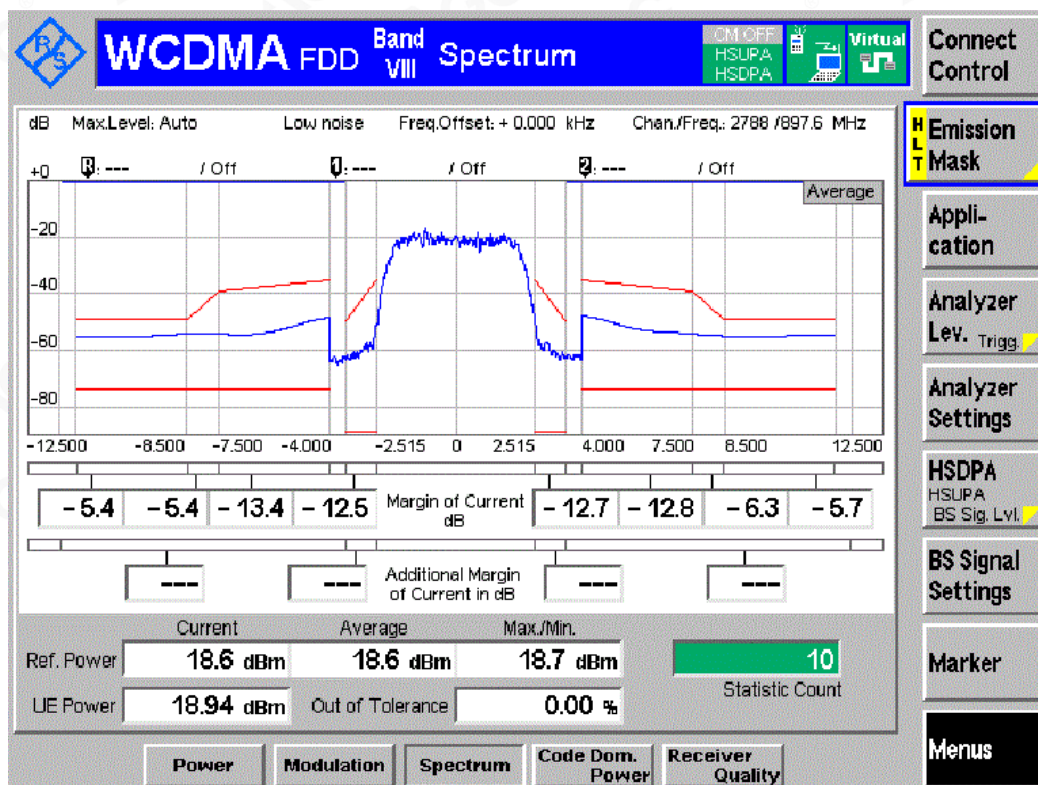 R S
WCDMA FDD Band VIII Spectrum
CM OFF
HSUPA
HSDPA
Virtual
Connect Control
dB Max.Level: Auto Low noise Freq.Offset: + 0.000 kHz Chan./Freq.: 2788 /897.6 MHz
H L T
Emission Mask
+0
R: --- / Off 1: --- / Off 2: --- / Off
Average
-20
-40
-60
-80
-12.500 -8.500 -7.500 -4.000 -2.515 0 2.515 4.000 7.500 8.500 12.500
Appli-
cation
Analyzer
Lev. Trigg.
Analyzer
Settings
HSDPA
HSUPA
BS Sig. Lvl.
- 5.4 - 5.4 - 13.4 - 12.5 Margin of Current dB - 12.7 - 12.8 - 6.3 - 5.7
--- --- Additional Margin of Current in dB --- ---
BS Signal
Settings
Current Average Max./Min.
Ref. Power 18.6 dBm 18.6 dBm 18.7 dBm 10
Statistic Count
UE Power 18.94 dBm Out of Tolerance 0.00 %
Marker
Menus
Power Modulation Spectrum Code Dom. Power Receiver Quality